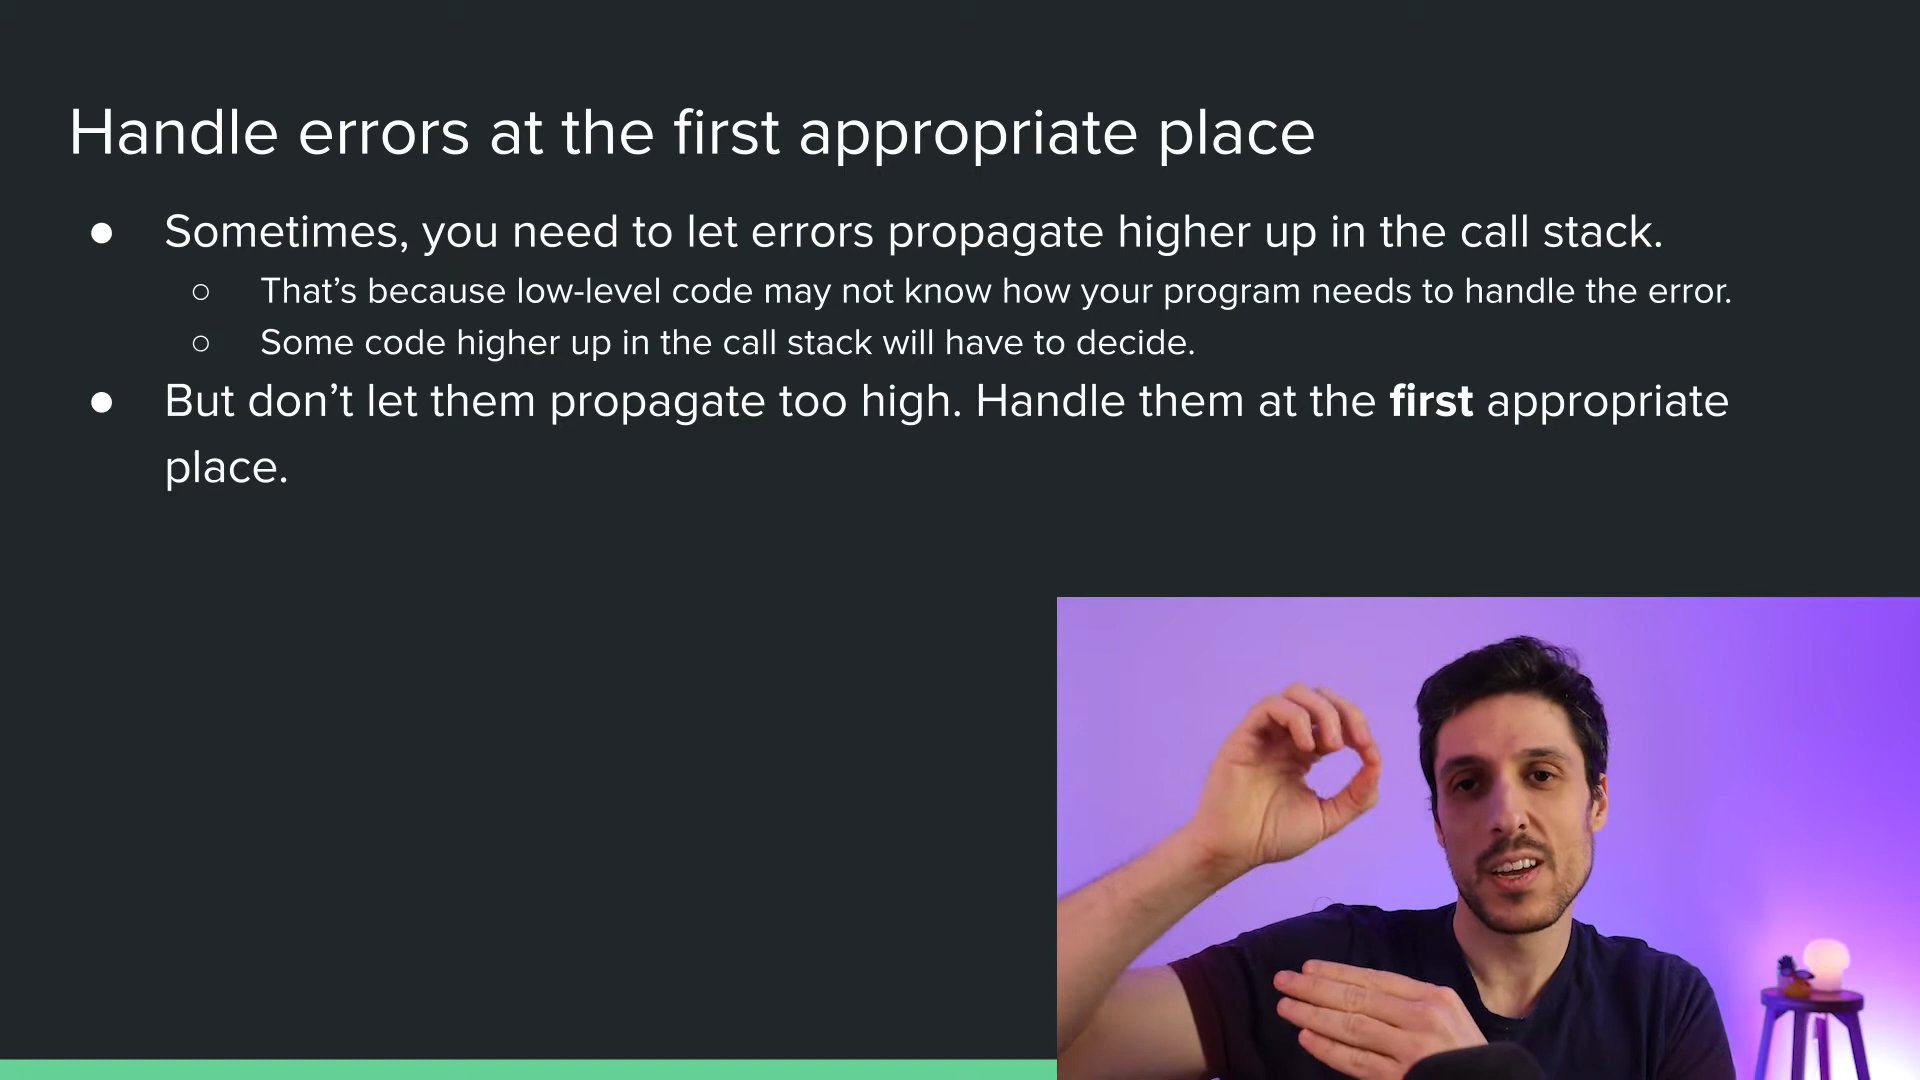 Handle errors at the first appropriate place
● Sometimes, you need to let errors propagate higher up in the call stack.
○ That’s because low-level code may not know how your program needs to handle the error.
○ Some code higher up in the call stack will have to decide.
● But don’t let them propagate too high. Handle them at the first appropriate
place.